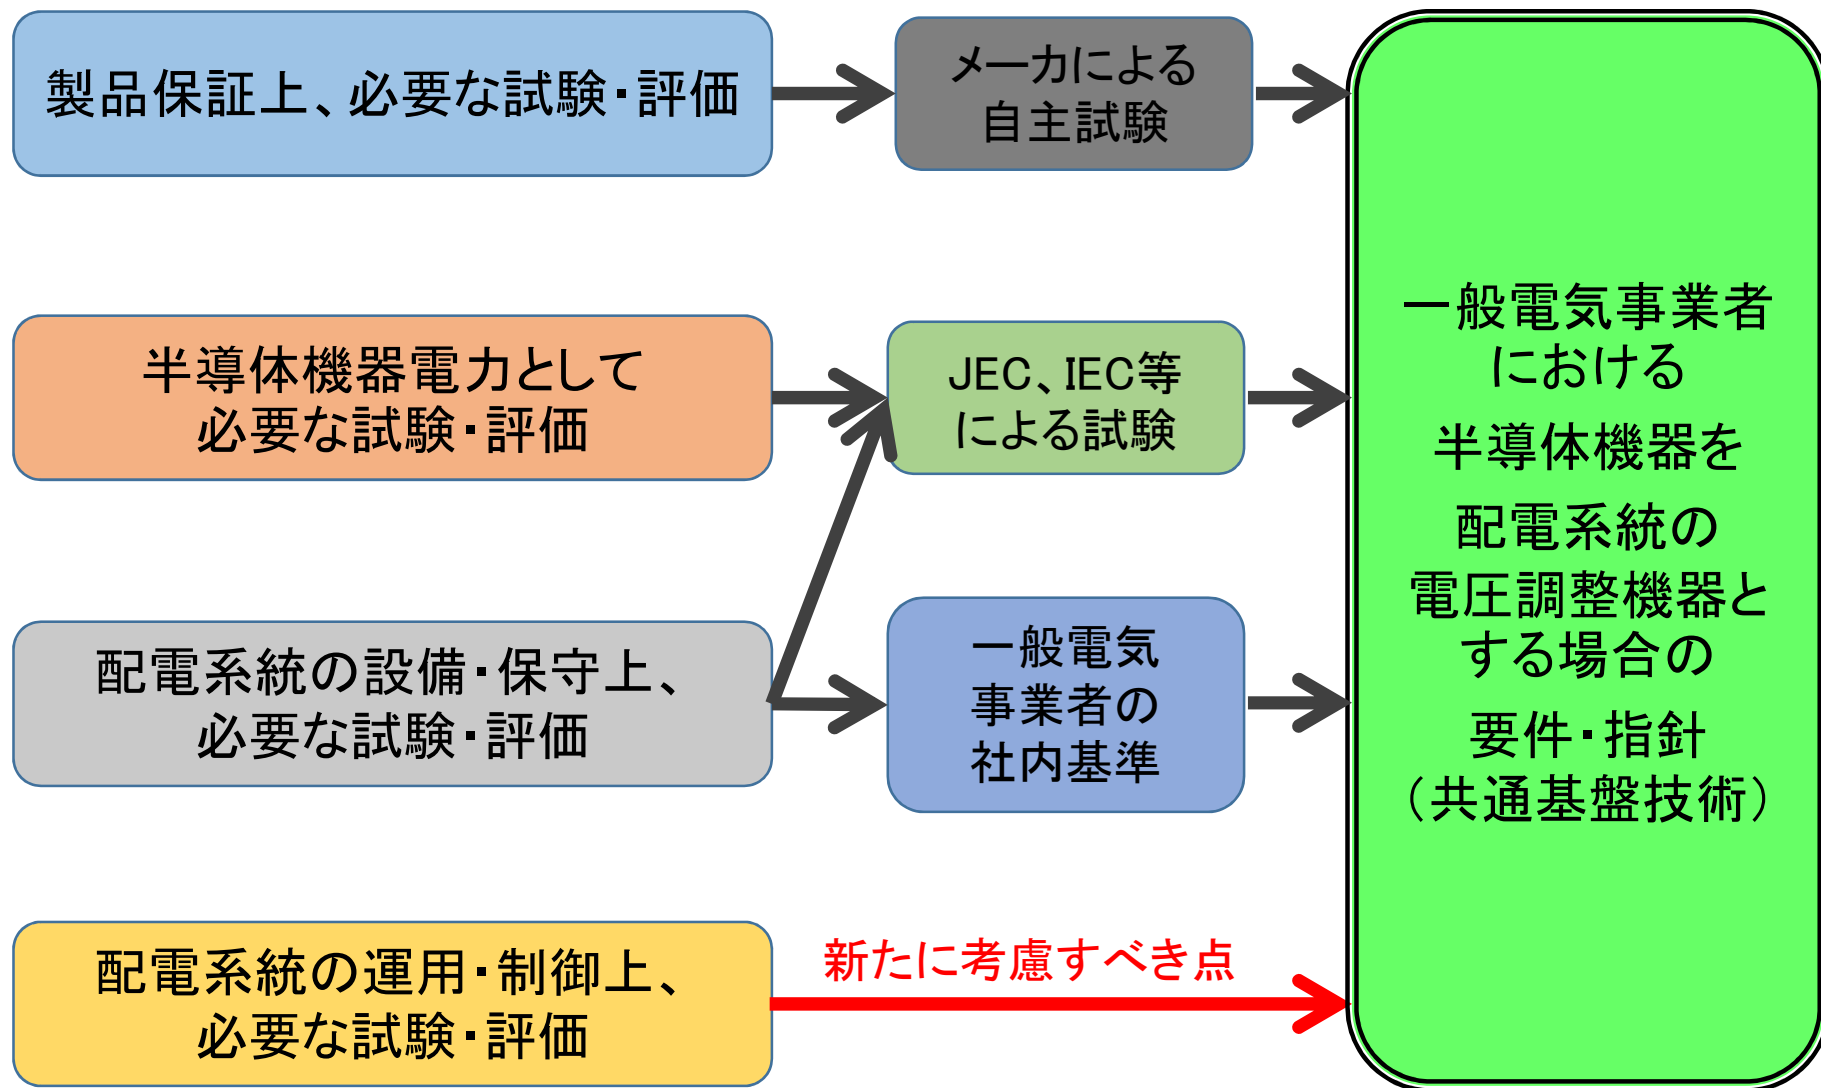 製品保証上、必要な試験・評価
メーカによる
自主試験
半導体機器電力として
必要な試験・評価
JEC、IEC等
による試験
配電系統の設備・保守上、
必要な試験・評価
一般電気
事業者の
社内基準
配電系統の運用・制御上、
必要な試験・評価
新たに考慮すべき点
一般電気事業者
における
半導体機器を
配電系統の
電圧調整機器と
する場合の
要件・指針
（共通基盤技術）